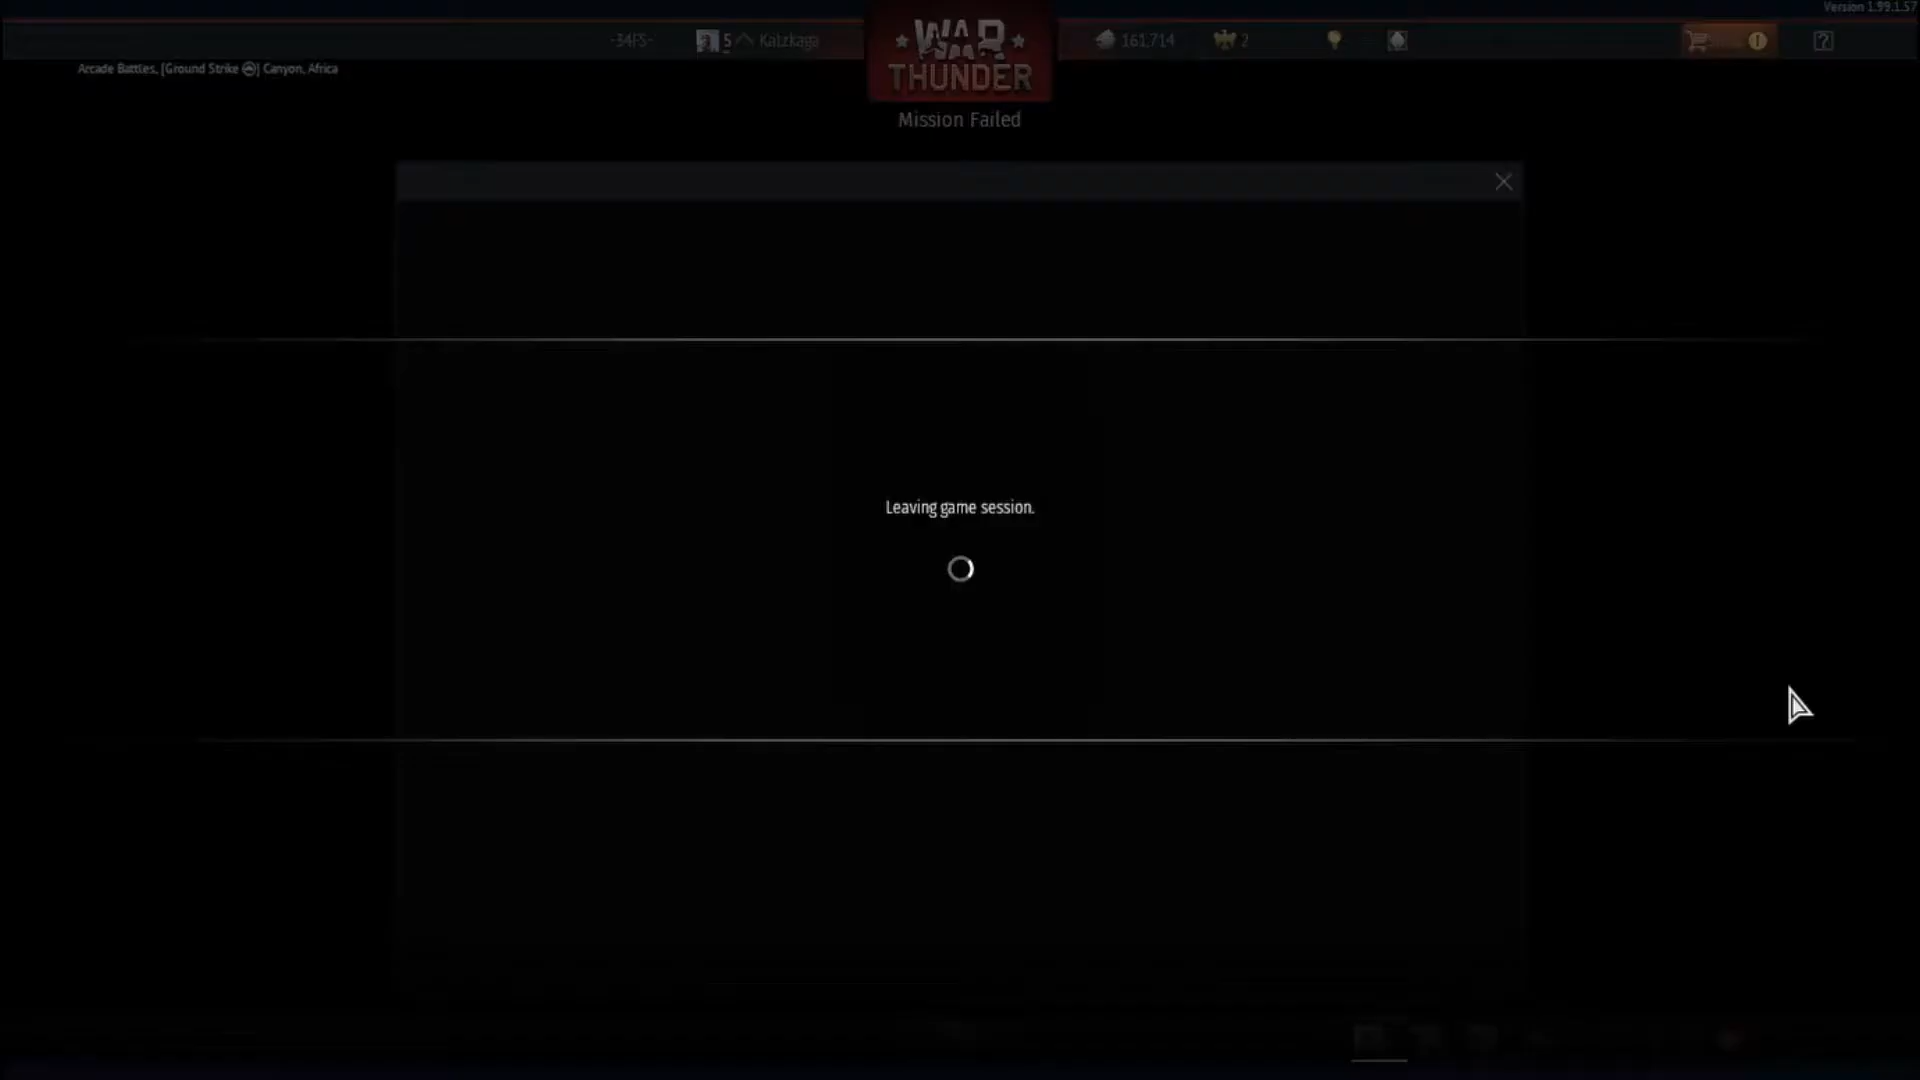 Version 1.99.1.57
-34FS-
5 Katzkaga
WAR
THUNDER
161,714
2
Arcade Battles, [Ground Strike] Canyon, Africa
Mission Failed
Leaving game session.